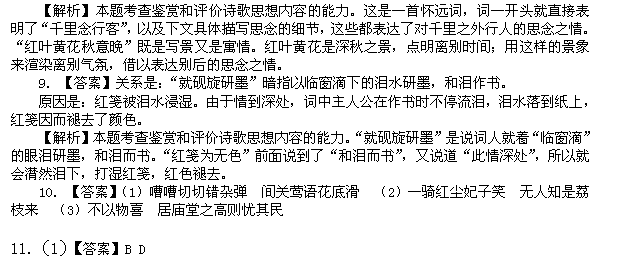 【解析】本题考查鉴赏和评价诗歌思想内容的能力。这是一首怀远词，词一开头就直接表
明了“千里念行客”，以及下文具体描写思念的细节，这些都表达了对千里之外行人的思念之情。
“红叶黄花秋意晚”既是写景又是寓情。红叶黄花是深秋之景，点明离别时间；用这样的景象
来渲染离别气氛，借以表达别后的思念之情。
9. 【答案】关系是：“就砚旋研墨”暗指以临窗滴下的泪水研墨，和泪作书。
原因是：红笺被泪水浸湿。由于情到深处，词中主人公在作书时不停流泪，泪水落到纸上，
红笺因而褪去了颜色。
【解析】本题考查鉴赏和评价诗歌思想内容的能力。“就砚旋研墨”是说词人就着“临窗滴”
的眼泪研墨，和泪而书。“红笺为无色”前面说到了“和泪而书”，又说道“此情深处”，所以就
会潸然泪下，打湿红笺，红色褪去。
10. 【答案】（1）嘈嘈切切错杂弹 间关莺语花底滑 （2）一骑红尘妃子笑 无人知是荔
枝来 （3）不以物喜 居庙堂之高则忧其民
11.（1）【答案】B D